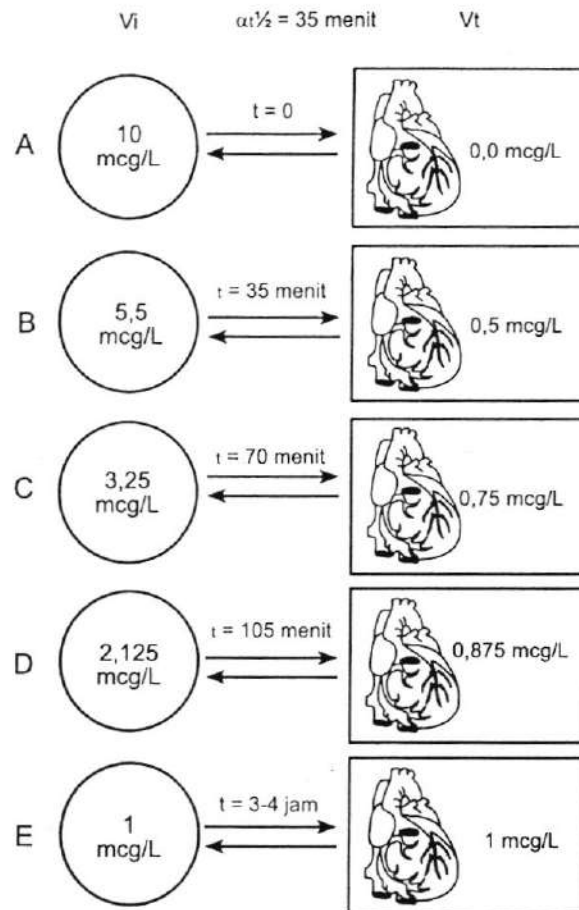 Vi αt½ = 35 menit Vt
A
10
mcg/L
t = 0
0,0 mcg/L
B
5,5
mcg/L
t = 35 menit
0,5 mcg/L
C
3,25
mcg/L
t = 70 menit
0,75 mcg/L
D
2,125
mcg/L
t = 105 menit
0,875 mcg/L
E
1
mcg/L
t = 3-4 jam
1 mcg/L